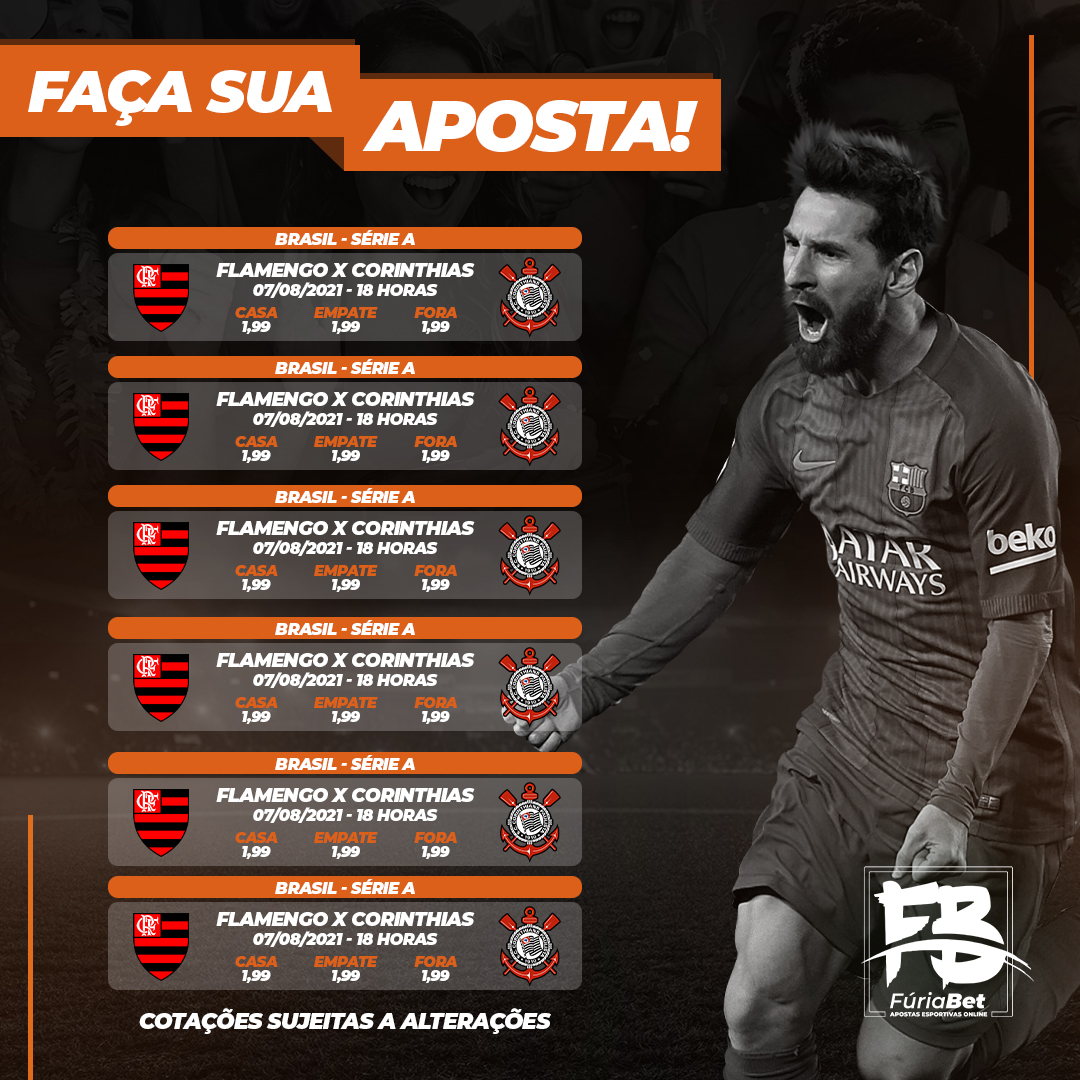 FAÇA SUA
APOSTA!
BRASIL - SÉRIE A
FLAMENGO X CORINTHIAS
07/08/2021 - 18 HORAS
CASA EMPATE FORA
1,99 1,99 1,99
BRASIL - SÉRIE A
FLAMENGO X CORINTHIAS
07/08/2021 - 18 HORAS
CASA EMPATE FORA
1,99 1,99 1,99
BRASIL - SÉRIE A
FLAMENGO X CORINTHIAS
07/08/2021 - 18 HORAS
CASA EMPATE FORA
1,99 1,99 1,99
BRASIL - SÉRIE A
FLAMENGO X CORINTHIAS
07/08/2021 - 18 HORAS
CASA EMPATE FORA
1,99 1,99 1,99
BRASIL - SÉRIE A
FLAMENGO X CORINTHIAS
07/08/2021 - 18 HORAS
CASA EMPATE FORA
1,99 1,99 1,99
BRASIL - SÉRIE A
FLAMENGO X CORINTHIAS
07/08/2021 - 18 HORAS
CASA EMPATE FORA
1,99 1,99 1,99
COTAÇÕES SUJEITAS A ALTERAÇÕES
beko
AIRWAYS
FB
FúriaBet
APOSTAS ESPORTIVAS ONLINE